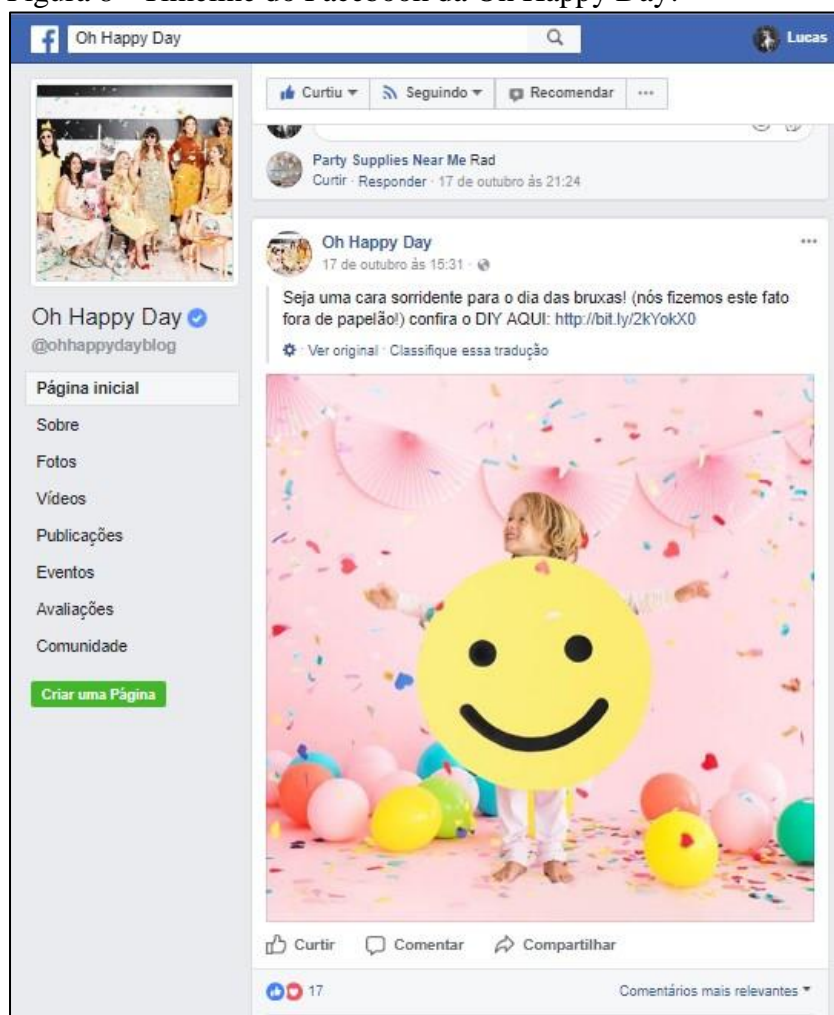 Figura 8 - Timeline do Facebook da Oh Happy Day.
Oh Happy Day
Lucas
Curtiu
Seguindo
Recomendar
Party Supplies Near Me Rad
Curtir · Responder · 17 de outubro às 21:24
Oh Happy Day
@ohhappydayblog
Página inicial
Sobre
Fotos
Vídeos
Publicações
Eventos
Avaliações
Comunidade
Criar uma Página
Oh Happy Day
17 de outubro às 15:31 ·
Seja uma cara sorridente para o dia das bruxas! (nós fizemos este fato
fora de papelão!) confira o DIY AQUI: http://bit.ly/2kYokX0
· Ver original · Classifique essa tradução
Curtir
Comentar
Compartilhar
17
Comentários mais relevantes